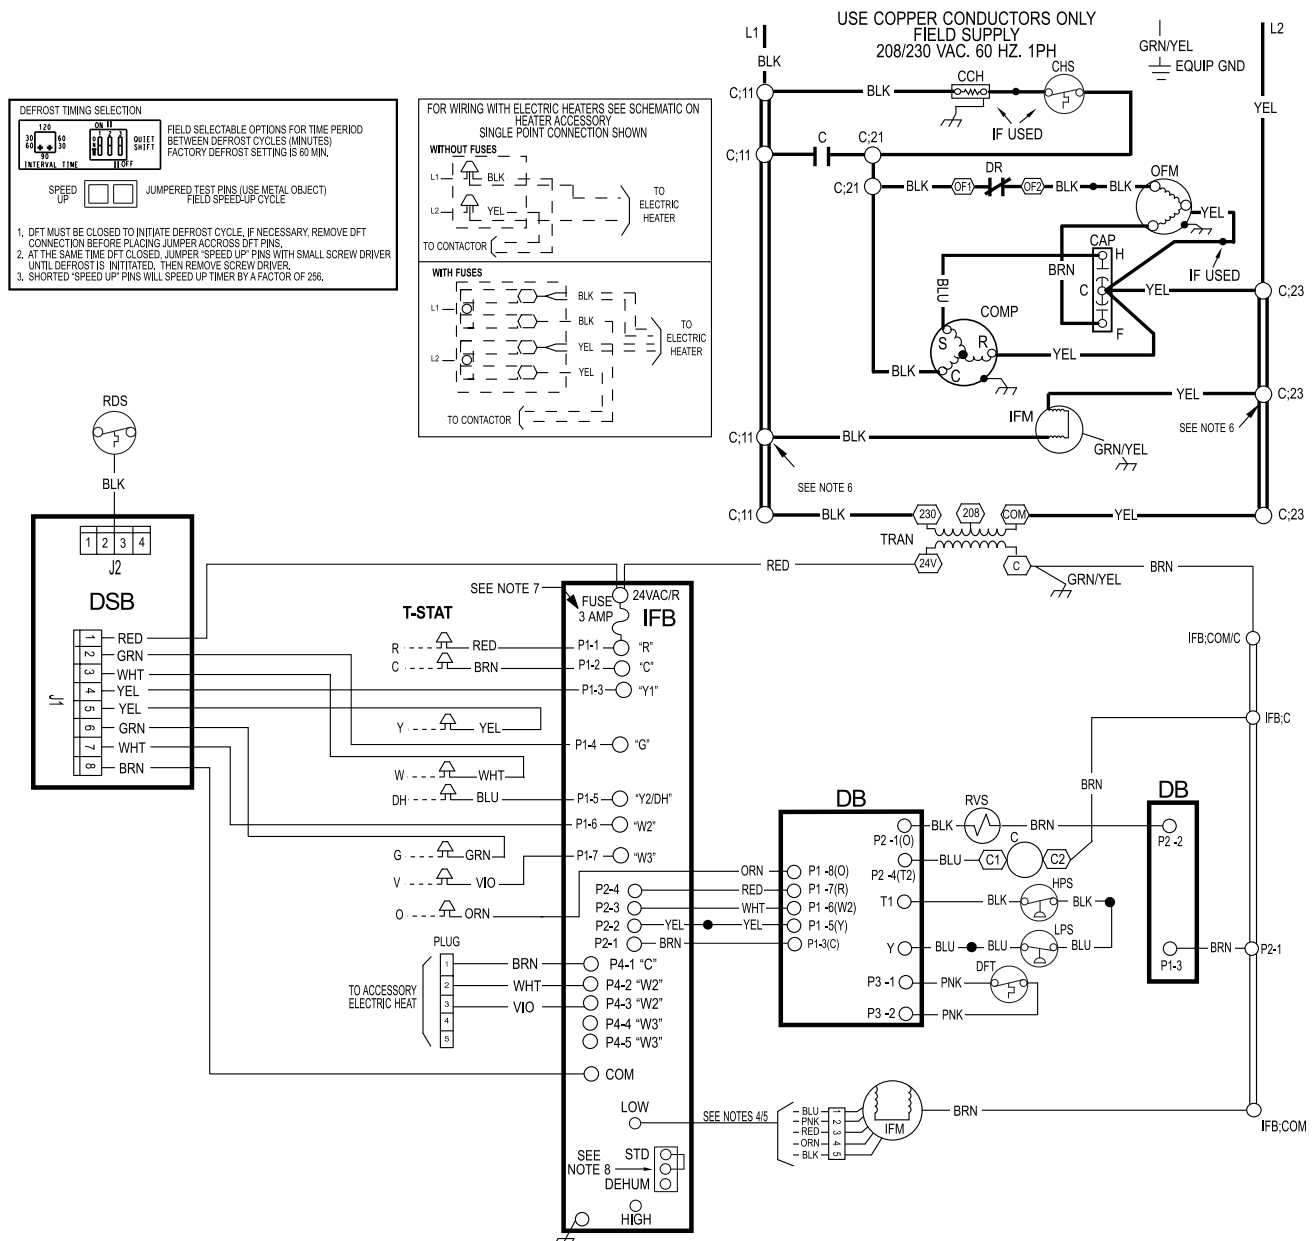 USE COPPER CONDUCTORS ONLY
FIELD SUPPLY
208/230 VAC. 60 HZ. 1PH
L1
BLK
GRN/YEL
EQUIP GND
L2
YEL
C;11
BLK
CCH
CHS
IF USED
C;11
C
C;21
C;21
BLK
OF1
DR
OF2
BLK
BLK
OFM
YEL
IF USED
BRN
CAP
H
C
F
YEL
C;23
BLU
COMP
S
R
C
YEL
BLK
IFM
YEL
C;23
SEE NOTE 6
C;11
BLK
GRN/YEL
SEE NOTE 6
C;11
BLK
230
208
COM
YEL
C;23
TRAN
24V
C
RED
GRN/YEL
BRN
DEFROST TIMING SELECTION
120
30
60
60
30
90
INTERVAL TIME
ON
1 2 3
ON
QUIET
SHIFT
OFF
FIELD SELECTABLE OPTIONS FOR TIME PERIOD
BETWEEN DEFROST CYCLES (MINUTES)
FACTORY DEFROST SETTING IS 60 MIN.
SPEED
UP
JUMPERED TEST PINS (USE METAL OBJECT)
FIELD SPEED-UP CYCLE
1. DFT MUST BE CLOSED TO INITIATE DEFROST CYCLE, IF NECESSARY, REMOVE DFT
CONNECTION BEFORE PLACING JUMPER ACCROSS DFT PINS.
2. AT THE SAME TIME DFT CLOSED, JUMPER "SPEED UP" PINS WITH SMALL SCREW DRIVER
UNTIL DEFROST IS INITITATED, THEN REMOVE SCREW DRIVER.
3. SHORTED "SPEED UP" PINS WILL SPEED UP TIMER BY A FACTOR OF 256.
FOR WIRING WITH ELECTRIC HEATERS SEE SCHEMATIC ON
HEATER ACCESSORY
SINGLE POINT CONNECTION SHOWN
WITHOUT FUSES
L1
BLK
L2
YEL
TO
ELECTRIC
HEATER
TO CONTACTOR
WITH FUSES
L1
BLK
BLK
L2
YEL
YEL
TO
ELECTRIC
HEATER
TO CONTACTOR
RDS
BLK
1 2 3 4
J2
DSB
J1
1 RED
2 GRN
3 WHT
4 YEL
5 YEL
6 GRN
7 WHT
8 BRN
T-STAT
R RED
C BRN
Y YEL
W WHT
DH BLU
G GRN
V VIO
O ORN
SEE NOTE 7
FUSE
3 AMP
24VAC/R
IFB
P1-1 "R"
P1-2 "C"
P1-3 "Y1"
P1-4 "G"
P1-5 "Y2/DH"
P1-6 "W2"
P1-7 "W3"
P2-4
P2-3
P2-2
P2-1
P4-1 "C"
P4-2 "W2"
P4-3 "W2"
P4-4 "W3"
P4-5 "W3"
COM
LOW
SEE
NOTE 8
STD
DEHUM
HIGH
PLUG
1
2
3
4
5
BRN
WHT
VIO
TO ACCESSORY
ELECTRIC HEAT
ORN
RED
WHT
YEL
YEL
BRN
DB
P1 -8(O)
P1 -7(R)
P1 -6(W2)
P1 -5(Y)
P1-3(C)
P2 -1(O)
P2 -4(T2)
T1
Y
P3 -1
P3 -2
BLK
RVS
BRN
BLU
C1
C
C2
BRN
BLK
HPS
BLK
BLU
BLU
LPS
BLU
PNK
DFT
PNK
DB
P2 -2
P1-3
BRN
P2-1
IFB;COM/C
IFB;C
IFB;COM
SEE NOTES 4/5
BLU 1
PNK 2
RED 3
ORN 4
BLK 5
IFM
BRN